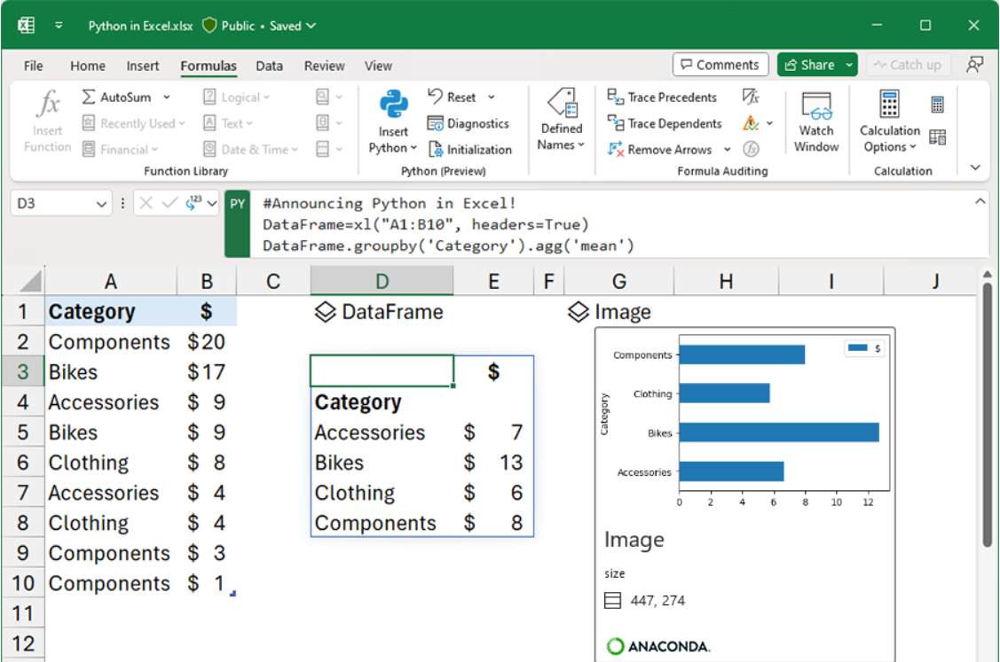 Python in Excel.xlsx Public • Saved
File Home Insert Formulas Data Review View Comments Share Catch up
fx Insert Function
AutoSum
Recently Used
Financial
Logical
Text
Date & Time
Function Library
Insert Python
Reset
Diagnostics
Initialization
Python (Preview)
Defined Names
Trace Precedents
Trace Dependents
Remove Arrows
fx
fx
Formula Auditing
Watch Window
Calculation Options
Calculation
D3 123 PY #Announcing Python in Excel!
DataFrame=xl("A1:B10", headers=True)
DataFrame.groupby('Category').agg('mean')
A B C D E F G H I J
1 Category $ DataFrame Image
2 Components $20
3 Bikes $17 $
4 Accessories $ 9 Category
5 Bikes $ 9 Accessories $ 7
6 Clothing $ 8 Bikes $ 13
7 Accessories $ 4 Clothing $ 6
8 Clothing $ 4 Components $ 8
9 Components $ 3
10 Components $ 1
11
12
$
Category
Components
Clothing
Bikes
Accessories
0 2 4 6 8 10 12
Image
size
447, 274
ANACONDA.